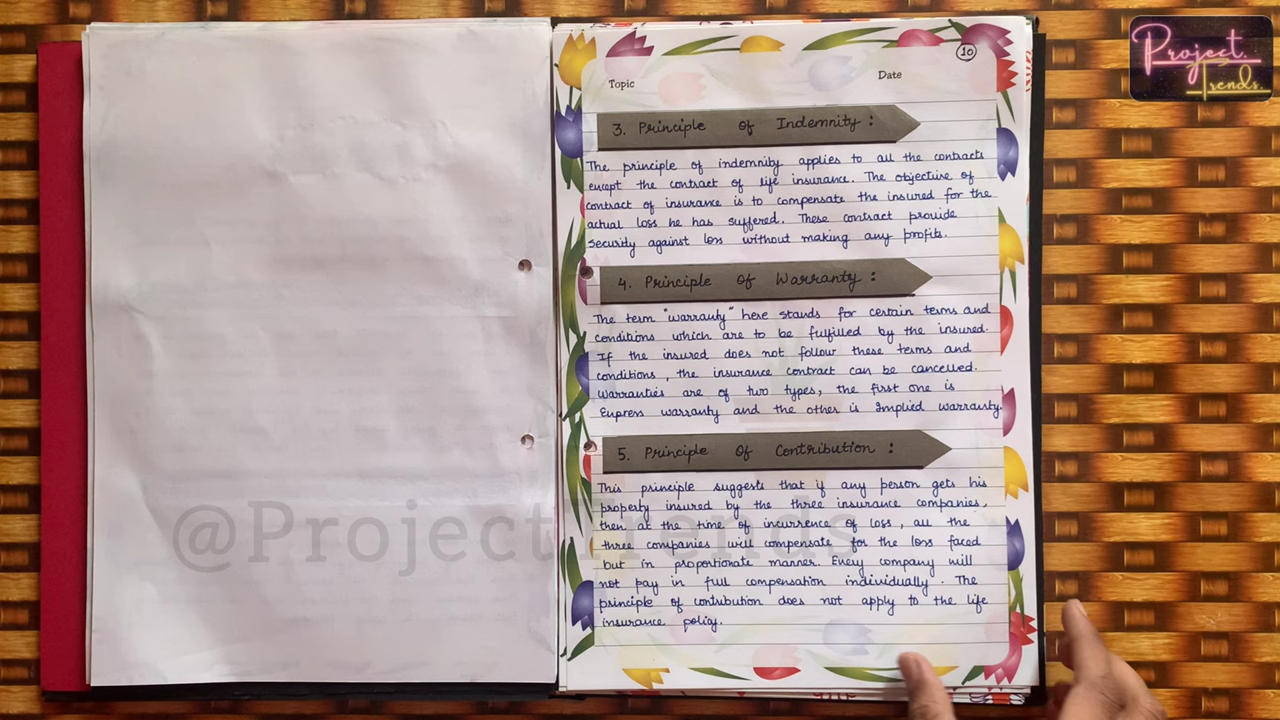 Project
Trends.
10
Topic
Date
3. Principle of Indemnity :
The principle of indemnity applies to all the contracts
except the contract of life insurance. The objective of
contract of insurance is to compensate the insured for the
actual loss he has suffered. These contract provide
security against loss without making any profits.
4. Principle of Warranty :
The term "warranty" here stands for certain terms and
conditions which are to be fulfilled by the insured.
If the insured does not follow these terms and
conditions, the insurance contract can be cancelled.
Warranties are of two types, the first one is
Express warranty and the other is Implied warranty.
5. Principle of Contribution :
This principle suggests that if any person gets his
property insured by the three insurance companies,
then at the time of incurrence of loss, all the
three companies will compensate for the loss faced
but in proportionate manner. Every company will
not pay in full compensation individually. The
principle of contribution does not apply to the life
insurance policy.
@Project Trends